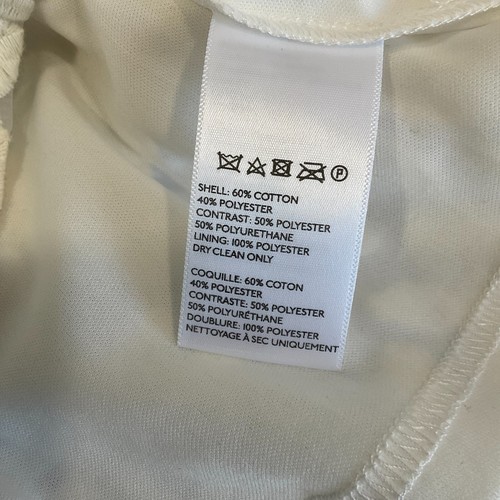 P
SHELL: 60% COTTON
40% POLYESTER
CONTRAST: 50% POLYESTER
50% POLYURETHANE
LINING: 100% POLYESTER
DRY CLEAN ONLY
COQUILLE: 60% COTON
40% POLYESTER
CONTRASTE: 50% POLYESTER
50% POLYURÉTHANE
DOUBLURE: 100% POLYESTER
NETTOYAGE À SEC UNIQUEMENT